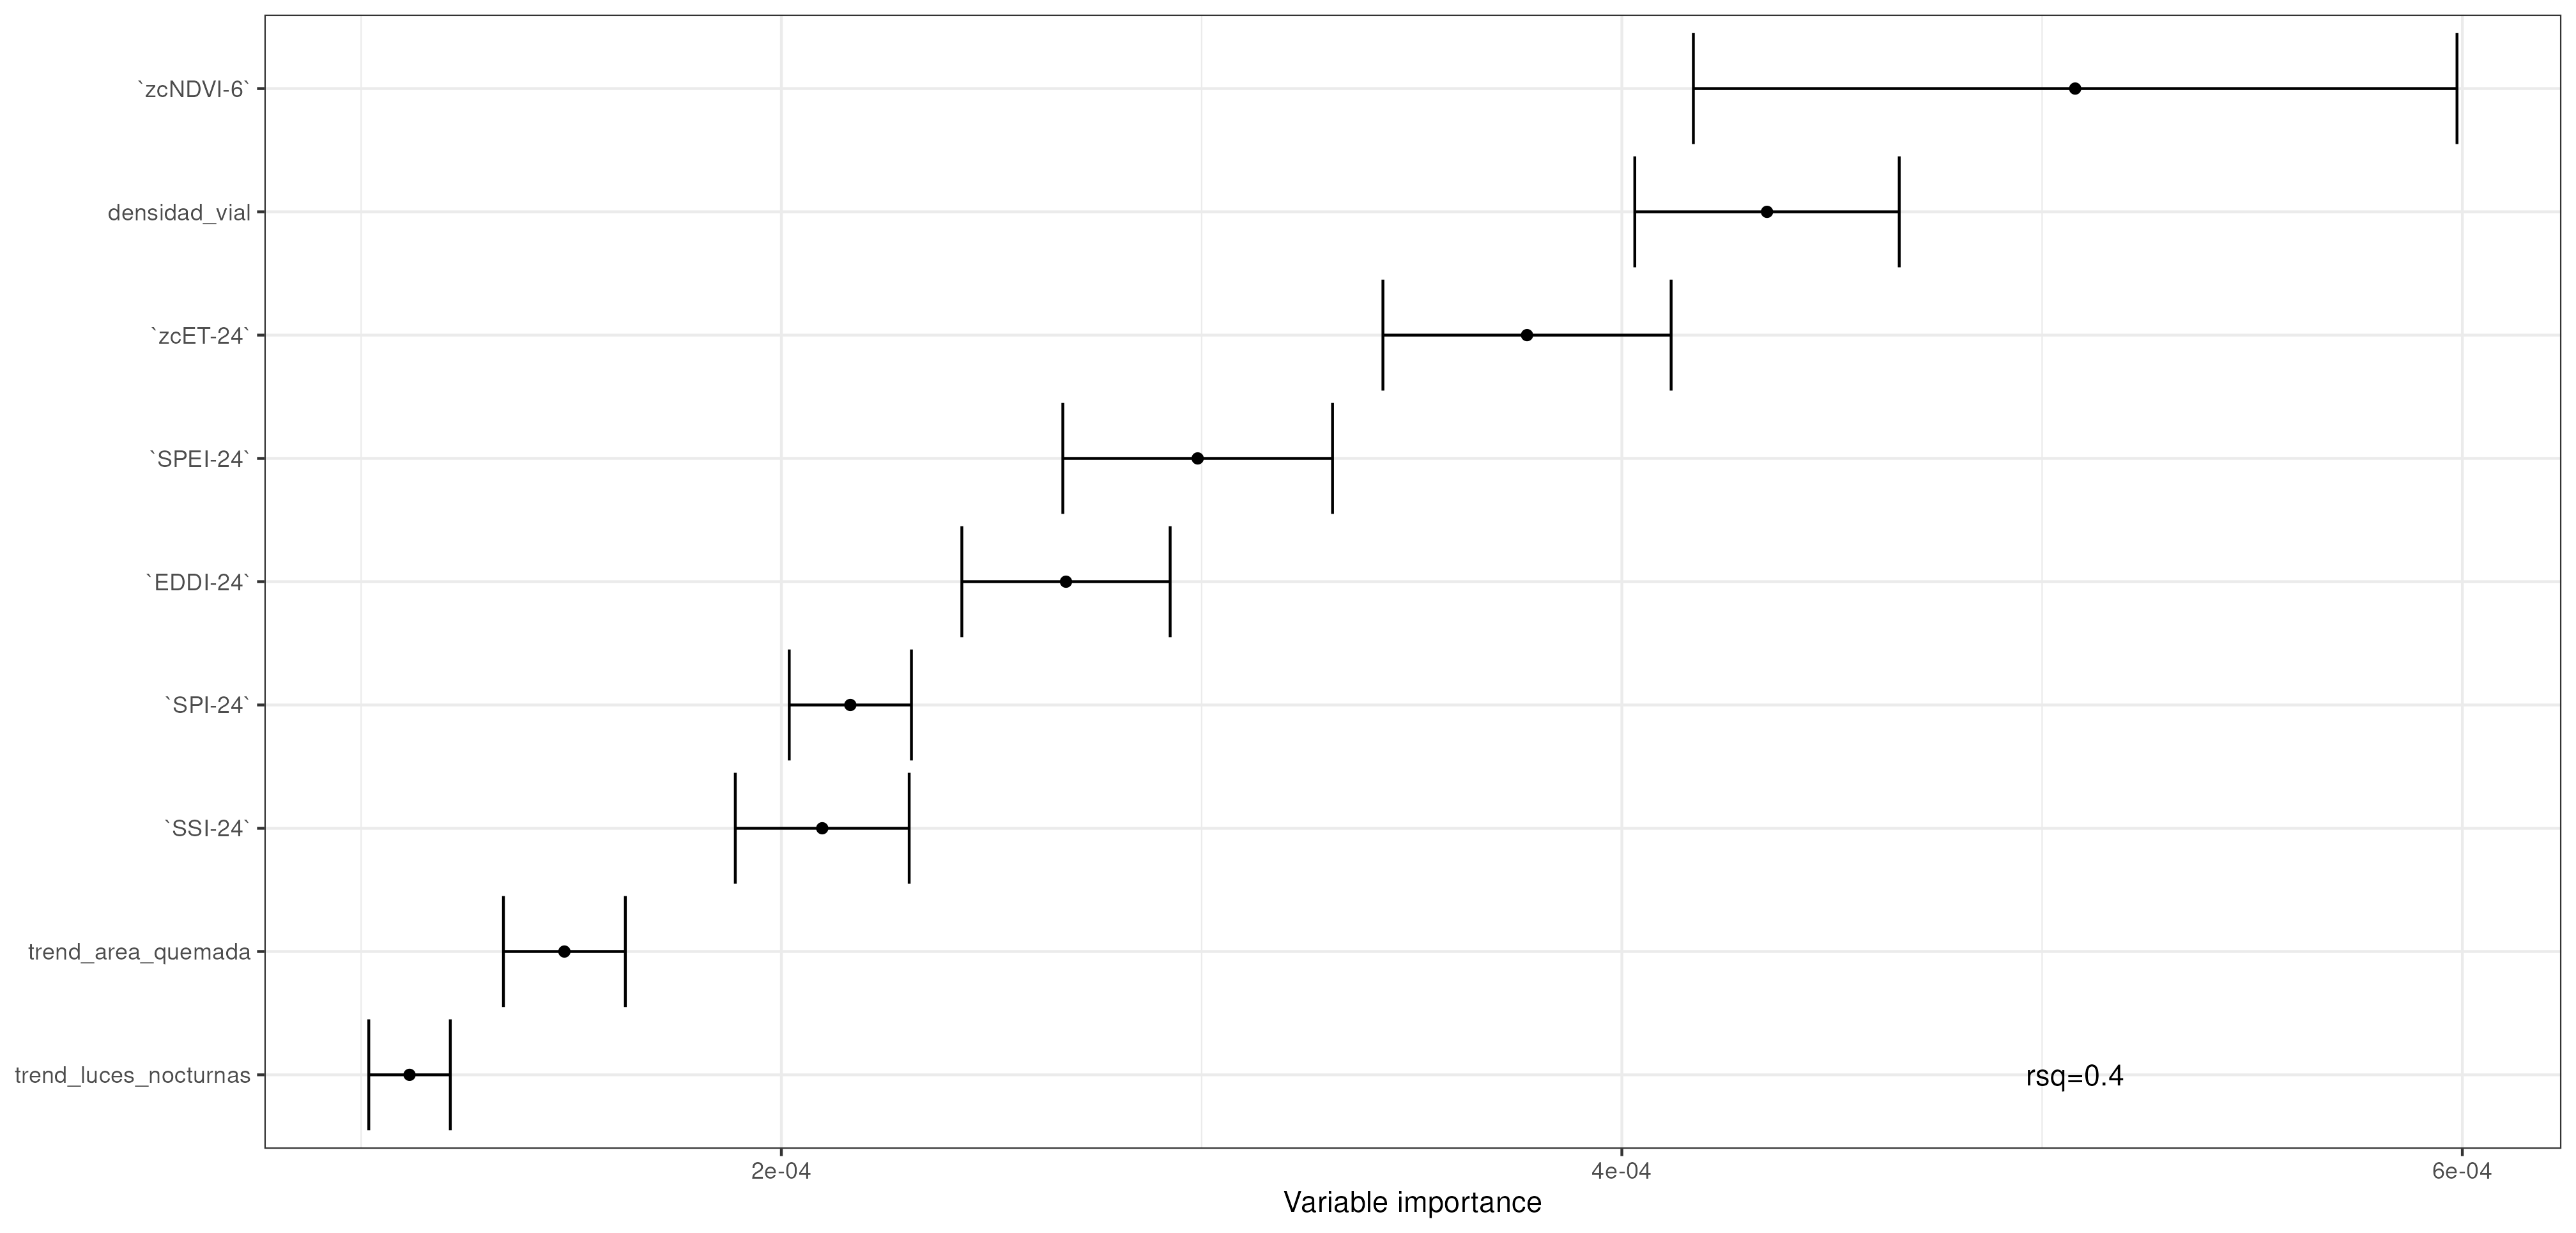 `zcNDVI-6`
densidad_vial
`zcET-24`
`SPEI-24`
`EDDI-24`
`SPI-24`
`SSI-24`
trend_area_quemada
trend_luces_nocturnas
rsq=0.4
2e-04
4e-04
6e-04
Variable importance